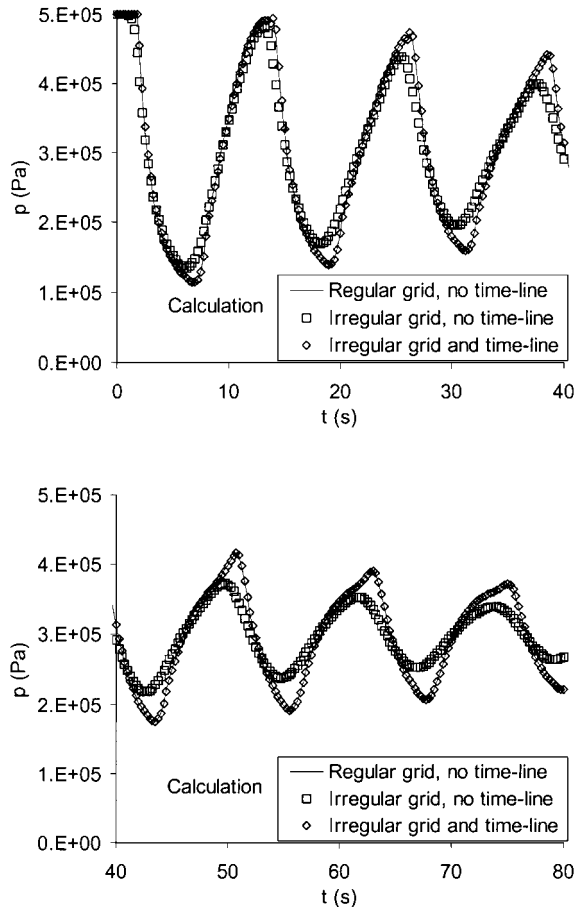 5.E+05
4.E+05
3.E+05
2.E+05
1.E+05
0.E+00
p (Pa)
Calculation
Regular grid, no time-line
Irregular grid, no time-line
Irregular grid and time-line
0 10 20 30 40
t (s)
5.E+05
4.E+05
3.E+05
2.E+05
1.E+05
0.E+00
p (Pa)
Calculation
Regular grid, no time-line
Irregular grid, no time-line
Irregular grid and time-line
40 50 60 70 80
t (s)